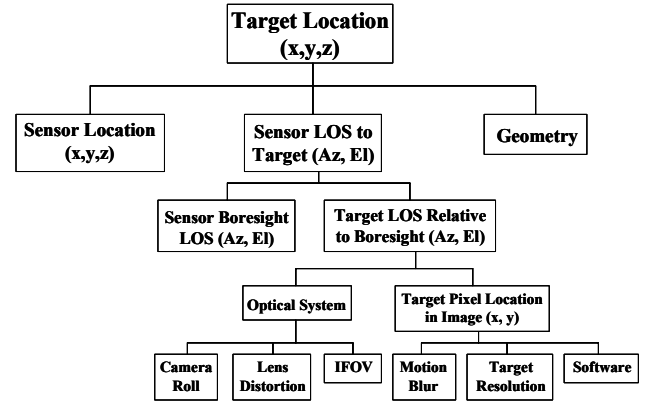 Target Location
(x,y,z)
Sensor Location
(x,y,z)
Sensor LOS to
Target (Az, El)
Geometry
Sensor Boresight
LOS (Az, El)
Target LOS Relative
to Boresight (Az, El)
Optical System
Target Pixel Location
in Image (x, y)
Camera
Roll
Lens
Distortion
IFOV
Motion
Blur
Target
Resolution
Software